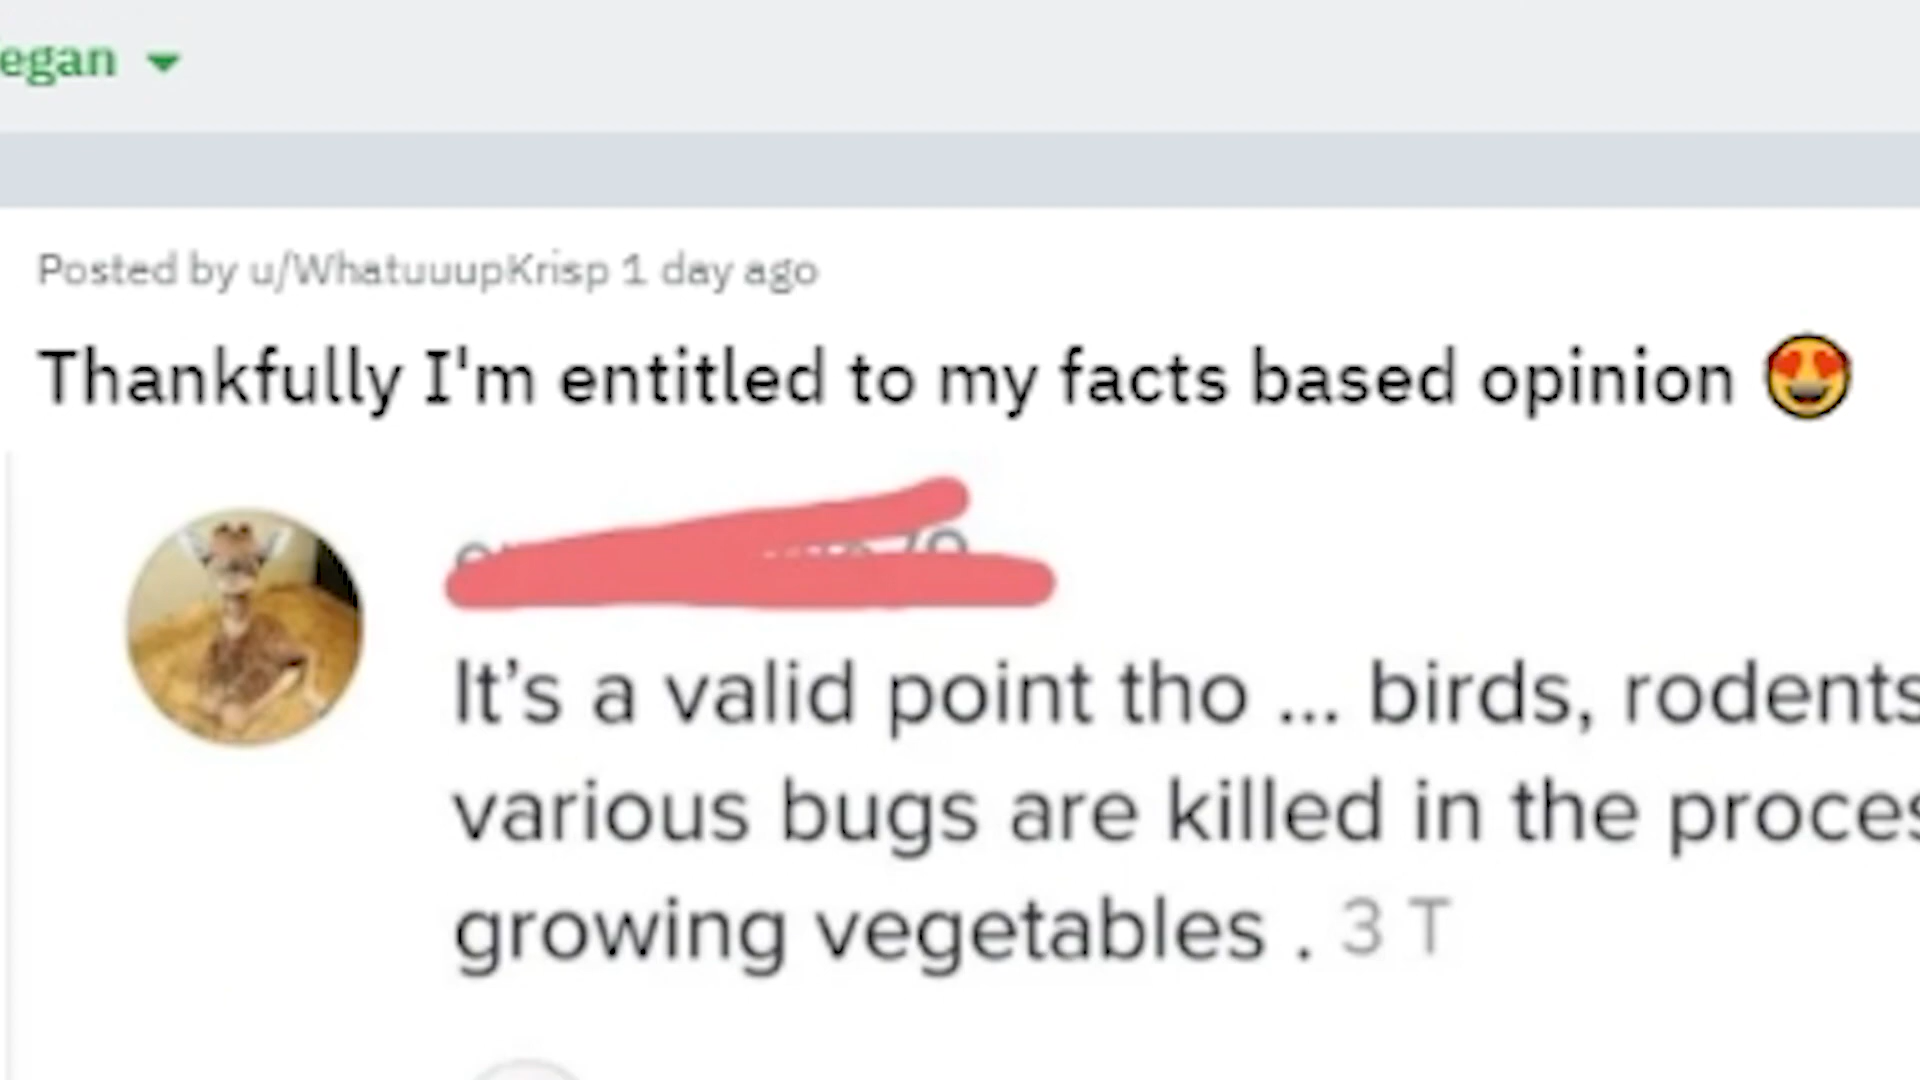 egan
Posted by u/WhatuuupKrisp 1 day ago
Thankfully I'm entitled to my facts based opinion 😍
It’s a valid point tho ... birds, rodents
various bugs are killed in the proces
growing vegetables . 3 T